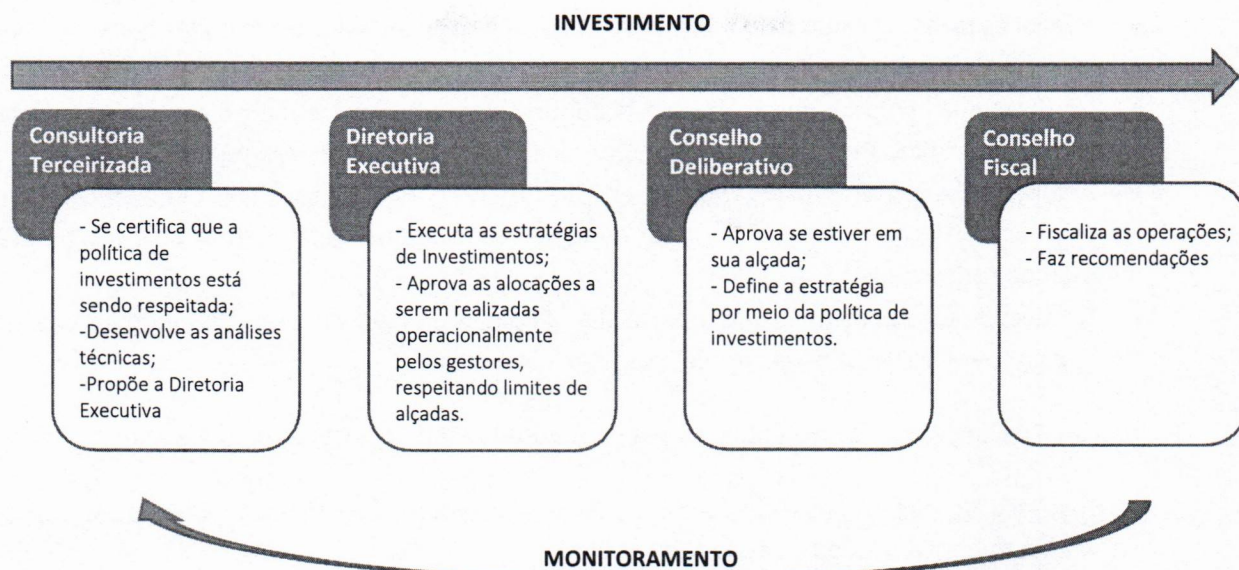 INVESTIMENTO
Consultoria
Terceirizada
- Se certifica que a
política de
investimentos está
sendo respeitada;
-Desenvolve as análises
técnicas;
-Propõe a Diretoria
Executiva
Diretoria
Executiva
- Executa as estratégias
de Investimentos;
- Aprova as alocações a
serem realizadas
operacionalmente
pelos gestores,
respeitando limites de
alçadas.
Conselho
Deliberativo
- Aprova se estiver em
sua alçada;
- Define a estratégia
por meio da política de
investimentos.
Conselho
Fiscal
- Fiscaliza as operações;
- Faz recomendações
MONITORAMENTO